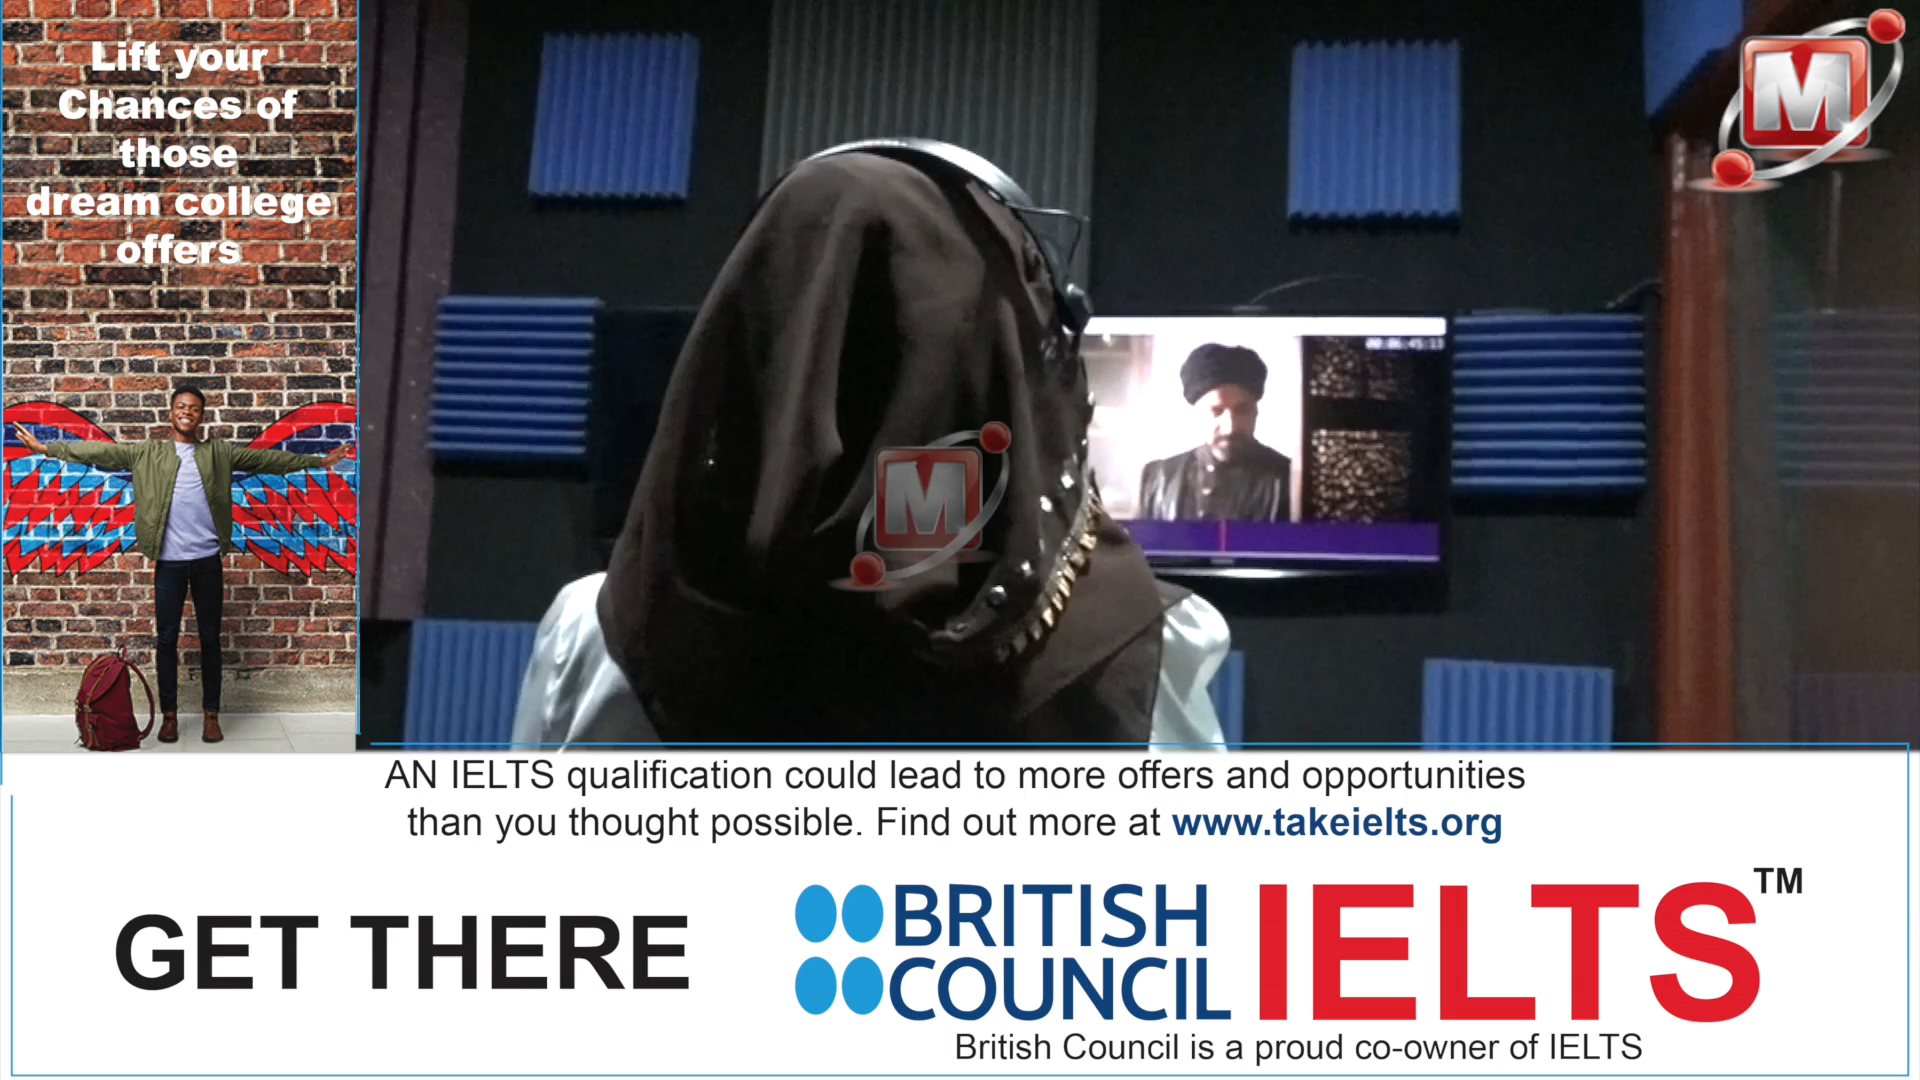 Lift your
Chances of
those
dream college
offers
M
M
AN IELTS qualification could lead to more offers and opportunities
than you thought possible. Find out more at www.takeielts.org
GET THERE
BRITISH
COUNCIL
IELTS™
British Council is a proud co-owner of IELTS